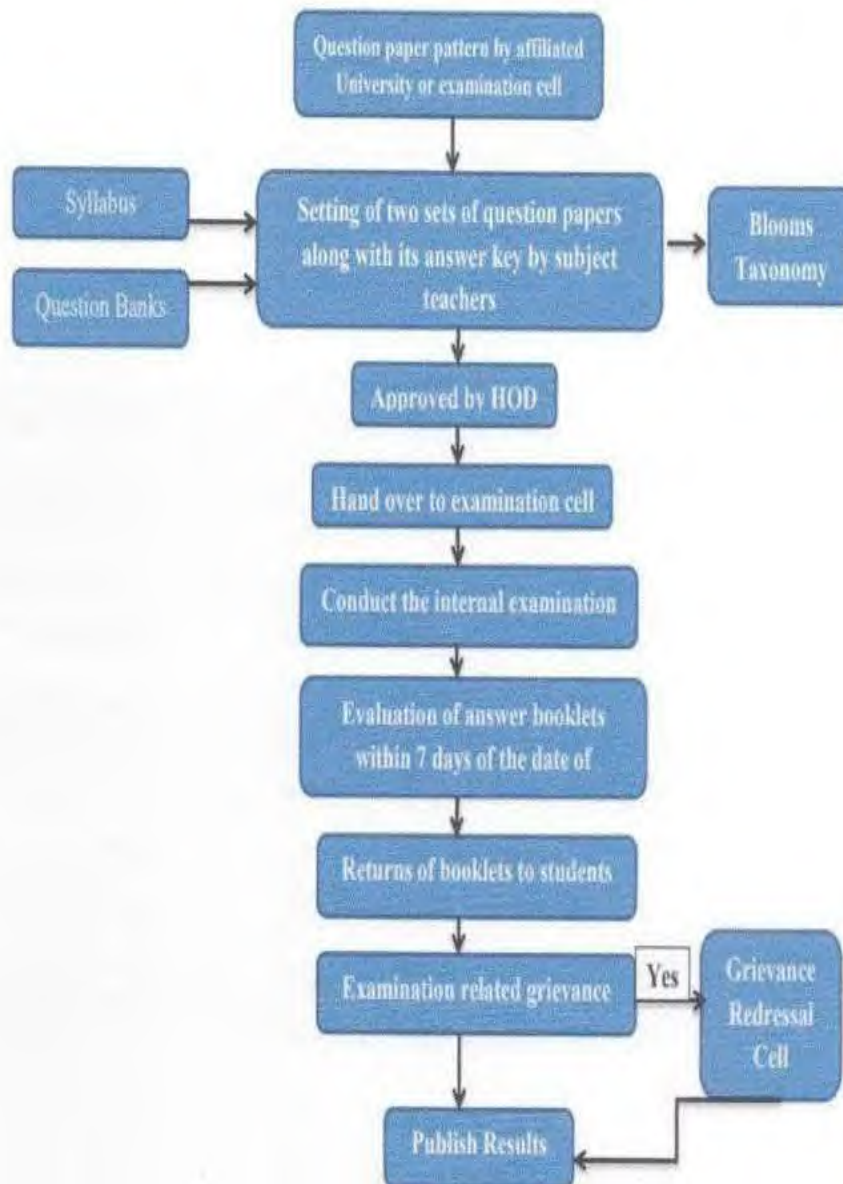 Question paper pattern by affiliated
University or examination cell
Syllabus
Question Banks
Setting of two sets of question papers
along with its answer key by subject
teachers
Blooms
Taxonomy
Approved by HOD
Hand over to examination cell
Conduct the internal examination
Evaluation of answer booklets
within 7 days of the date of
Returns of booklets to students
Examination related grievance
Yes
Grievance
Redressal
Cell
Publish Results